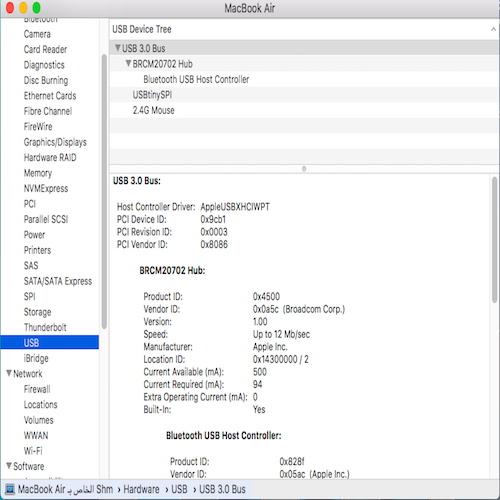 MacBook Air
Bluetooth
Camera
Card Reader
Diagnostics
Disc Burning
Ethernet Cards
Fibre Channel
FireWire
Graphics/Displays
Hardware RAID
Memory
NVMExpress
PCI
Parallel SCSI
Power
Printers
SAS
SATA/SATA Express
SPI
Storage
Thunderbolt
USB
iBridge
Network
Firewall
Locations
Volumes
WWAN
Wi-Fi
Software
USB Device Tree
USB 3.0 Bus
BRCM20702 Hub
Bluetooth USB Host Controller
USBtinySPI
2.4G Mouse
USB 3.0 Bus:
Host Controller Driver: AppleUSBXHCIWPT
PCI Device ID: 0x9cb1
PCI Revision ID: 0x0003
PCI Vendor ID: 0x8086
BRCM20702 Hub:
Product ID: 0x4500
Vendor ID: 0x0a5c (Broadcom Corp.)
Version: 1.00
Speed: Up to 12 Mb/sec
Manufacturer: Apple Inc.
Location ID: 0x14300000 / 2
Current Available (mA): 500
Current Required (mA): 94
Extra Operating Current (mA): 0
Built-In: Yes
Bluetooth USB Host Controller:
Product ID: 0x828f
Vendor ID: 0x05ac (Apple Inc.)
MacBook Air الخاص بـ Shm › Hardware › USB › USB 3.0 Bus